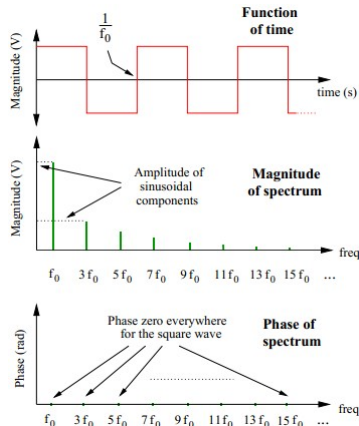 Function
of time
1
f0
Magnitude (V)
time (s)
Magnitude (V)
Amplitude of
sinusoidal
components
Magnitude
of spectrum
freq
f0 3f0 5f0 7f0 9f0 11f0 13f0 15f0 ...
Phase (rad)
Phase zero everywhere
for the square wave
Phase of
spectrum
freq
f0 3f0 5f0 7f0 9f0 11f0 13f0 15f0 ...